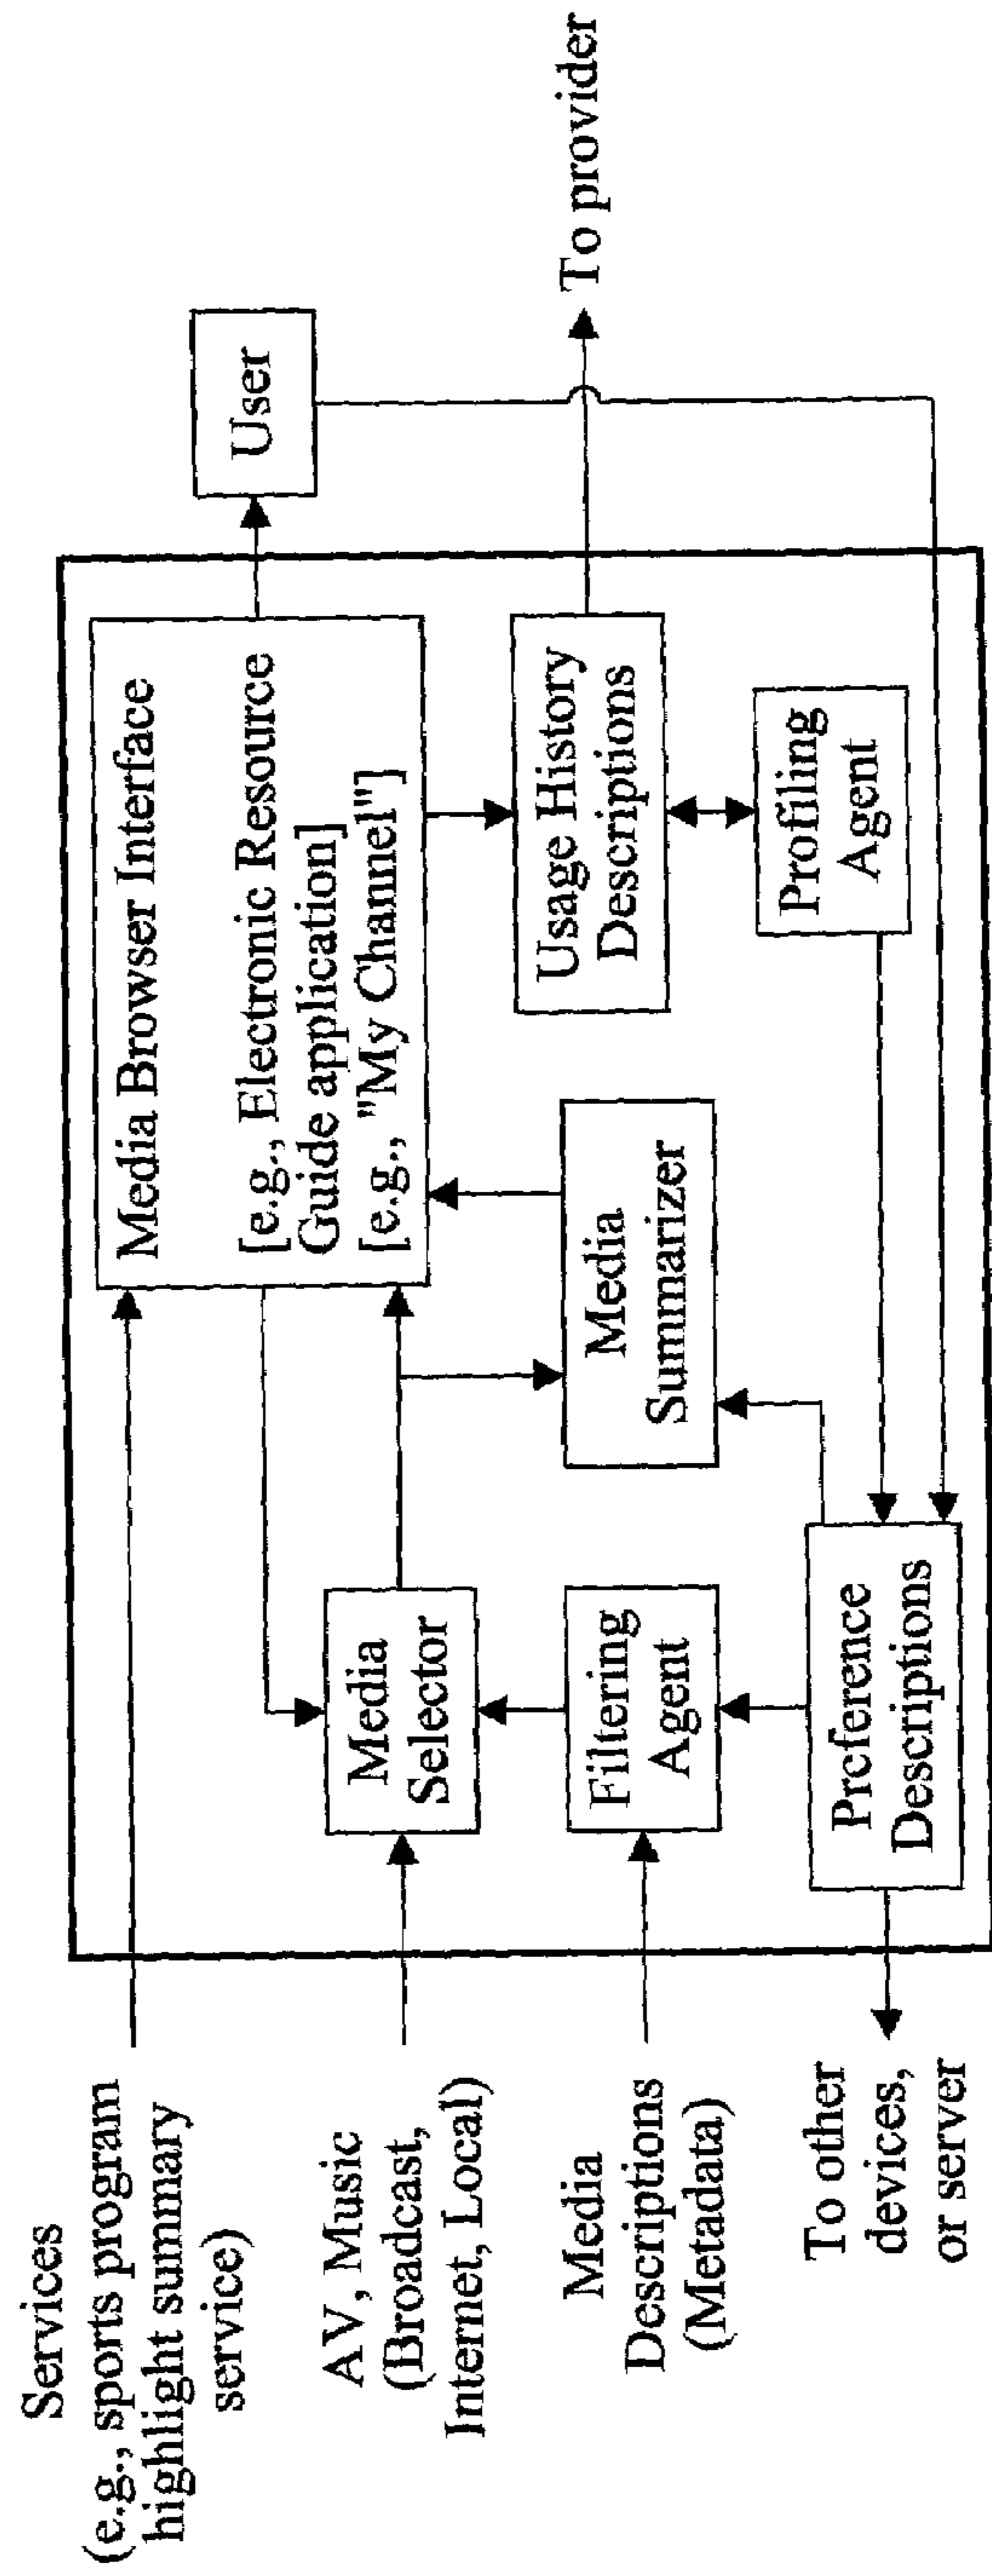 Services
(e.g., sports program
highlight summary
service)
AV, Music
(Broadcast,
Internet, Local)
Media
Descriptions
(Metadata)
To other
devices,
or server
Media Browser Interface
[e.g., Electronic Resource
Guide application]
[e.g., "My Channel"]
Media
Selector
Filtering
Agent
Preference
Descriptions
Media
Summarizer
Usage History
Descriptions
Profiling
Agent
User
To provider